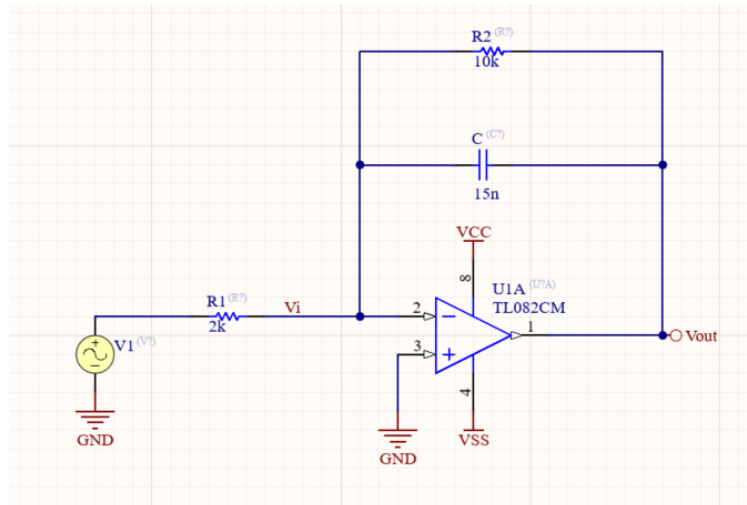 R2 (R?)
10k
C (C?)
15n
VCC
8
U1A (U?A)
TL082CM
R1 (R?)
2k
Vi
2
3
1
Vout
V1 (V?)
4
GND
VSS
GND